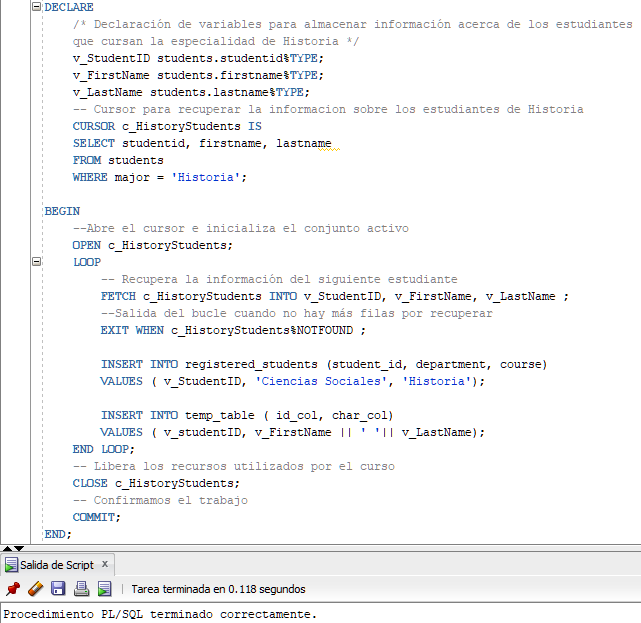 DECLARE
/* Declaración de variables para almacenar información acerca de los estudiantes
que cursan la especialidad de Historia */
v_StudentID students.studentid%TYPE;
v_FirstName students.firstname%TYPE;
v_LastName students.lastname%TYPE;
-- Cursor para recuperar la informacion sobre los estudiantes de Historia
CURSOR c_HistoryStudents IS
SELECT studentid, firstname, lastname
FROM students
WHERE major = 'Historia';
BEGIN
--Abre el cursor e inicializa el conjunto activo
OPEN c_HistoryStudents;
LOOP
-- Recupera la información del siguiente estudiante
FETCH c_HistoryStudents INTO v_StudentID, v_FirstName, v_LastName ;
--Salida del bucle cuando no hay más filas por recuperar
EXIT WHEN c_HistoryStudents%NOTFOUND ;
INSERT INTO registered_students (student_id, department, course)
VALUES ( v_StudentID, 'Ciencias Sociales', 'Historia');
INSERT INTO temp_table ( id_col, char_col)
VALUES ( v_studentID, v_FirstName || ' '|| v_LastName);
END LOOP;
-- Libera los recursos utilizados por el curso
CLOSE c_HistoryStudents;
-- Confirmamos el trabajo
COMMIT;
END;
Salida de Script x
Tarea terminada en 0.118 segundos
Procedimiento PL/SQL terminado correctamente.